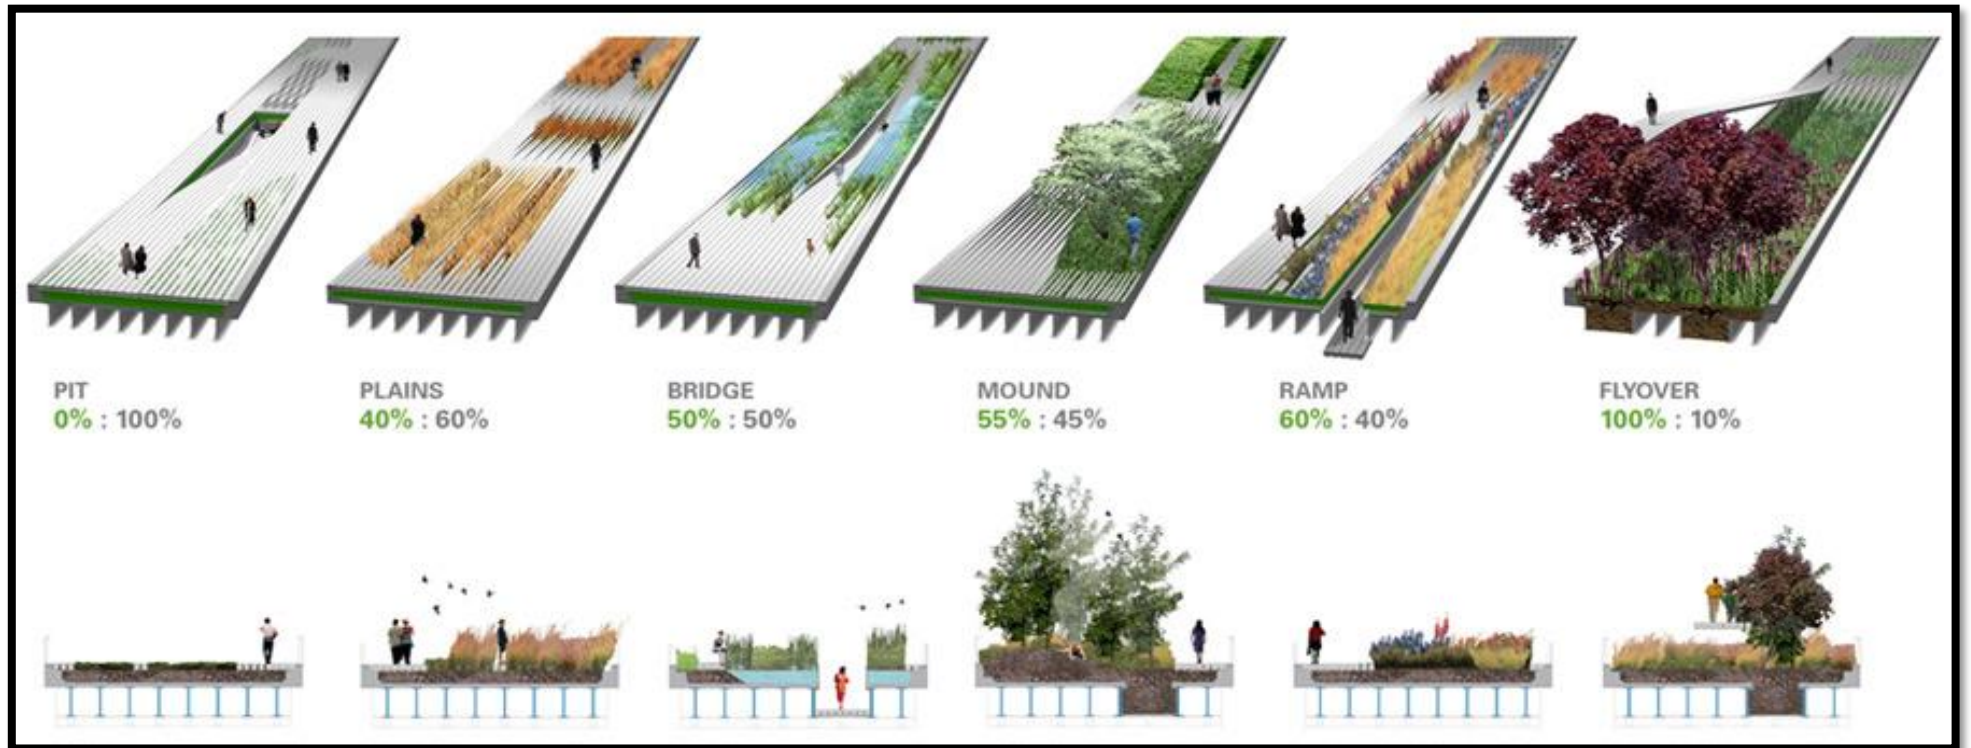 PIT
0% : 100%
PLAINS
40% : 60%
BRIDGE
50% : 50%
MOUND
55% : 45%
RAMP
60% : 40%
FLYOVER
100% : 10%